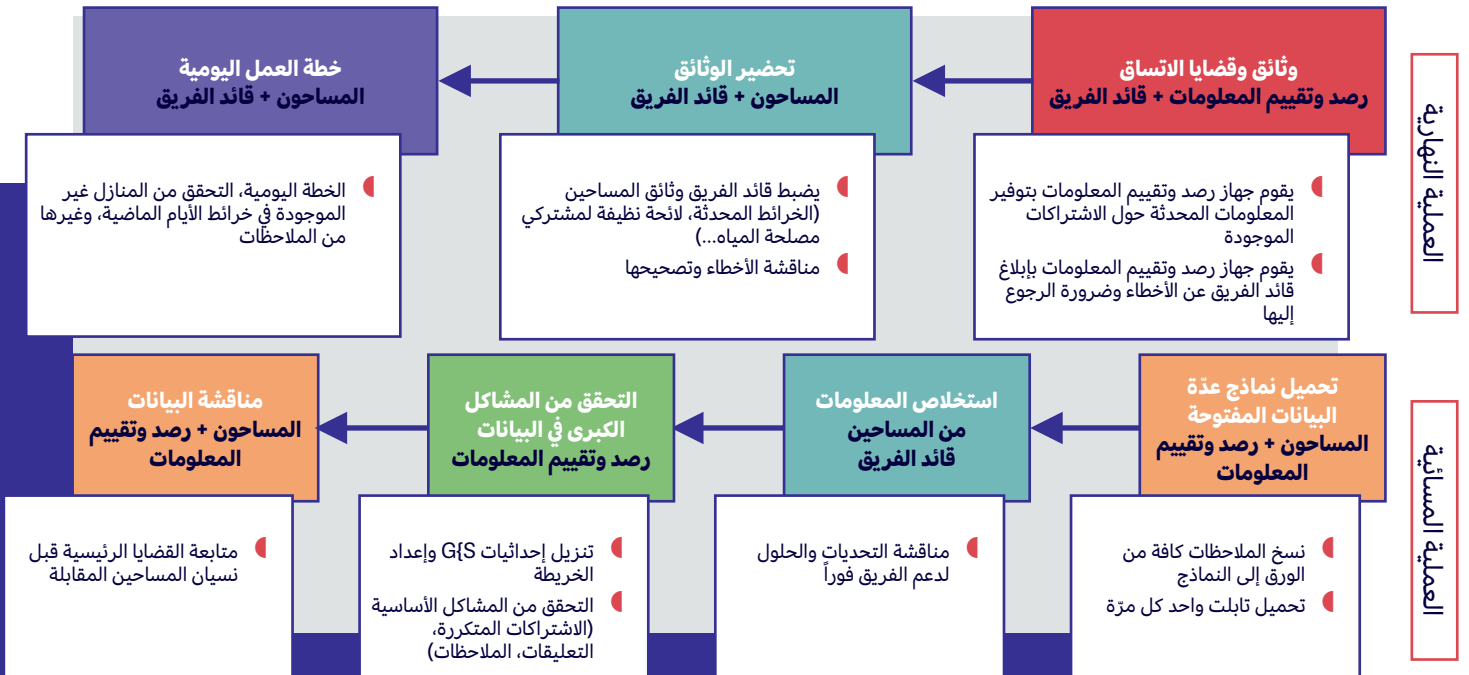 العملية النهارية
وثائق وقضايا الاتساق
رصد وتقييم المعلومات + قائد الفريق
يقوم جهاز رصد وتقييم المعلومات بتوفير
المعلومات المحدثة حول الاشتراكات
الموجودة
يقوم جهاز رصد وتقييم المعلومات بإبلاغ
قائد الفريق عن الأخطاء وضرورة الرجوع
إليها
تحضير الوثائق
المساحون + قائد الفريق
يضبط قائد الفريق وثائق المساحين
(الخرائط المحدثة، لائحة نظيفة لمشتركي
مصلحة المياه...)
مناقشة الأخطاء وتصحيحها
خطة العمل اليومية
المساحون + قائد الفريق
الخطة اليومية، التحقق من المنازل غير
الموجودة في خرائط الأيام الماضية، وغيرها
من الملاحظات
العملية المسائية
تحميل نماذج عدّة
البيانات المفتوحة
المساحون + رصد وتقييم
المعلومات
نسخ الملاحظات كافة من
الورق إلى النماذج
تحميل تابلت واحد كل مرّة
استخلاص المعلومات
من المساحين
قائد الفريق
مناقشة التحديات والحلول
لدعم الفريق فوراً
التحقق من المشاكل
الكبرى في البيانات
رصد وتقييم المعلومات
تنزيل إحداثيات G{S وإعداد
الخريطة
التحقق من المشاكل الأساسية
(الاشتراكات المتكررة،
التعليقات، الملاحظات)
مناقشة البيانات
المساحون + رصد وتقييم
المعلومات
متابعة القضايا الرئيسية قبل
نسيان المساحين المقابلة